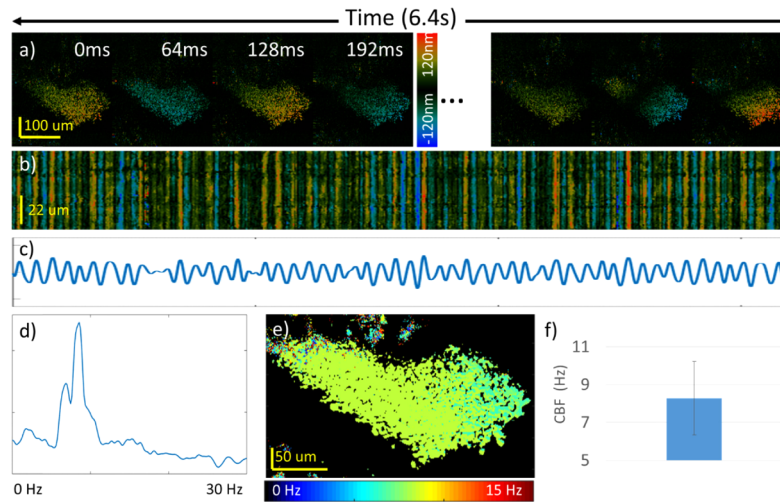 Time (6.4s)
a) 0ms 64ms 128ms 192ms
120nm
-120nm
...
100 um
b)
22 um
c)
d)
e)
f)
11
9
7
5
CBF (Hz)
50 um
0 Hz 30 Hz
0 Hz 15 Hz